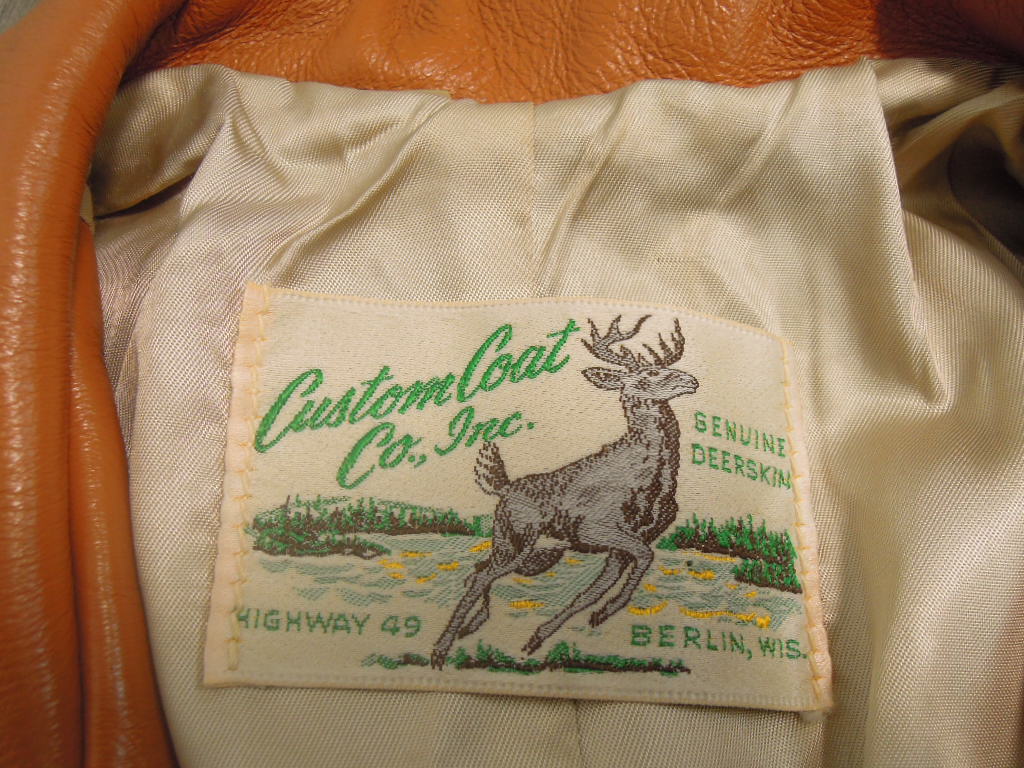 Custom Coat
Co., Inc.
GENUINE
DEERSKIN
HIGHWAY 49
BERLIN, WIS.